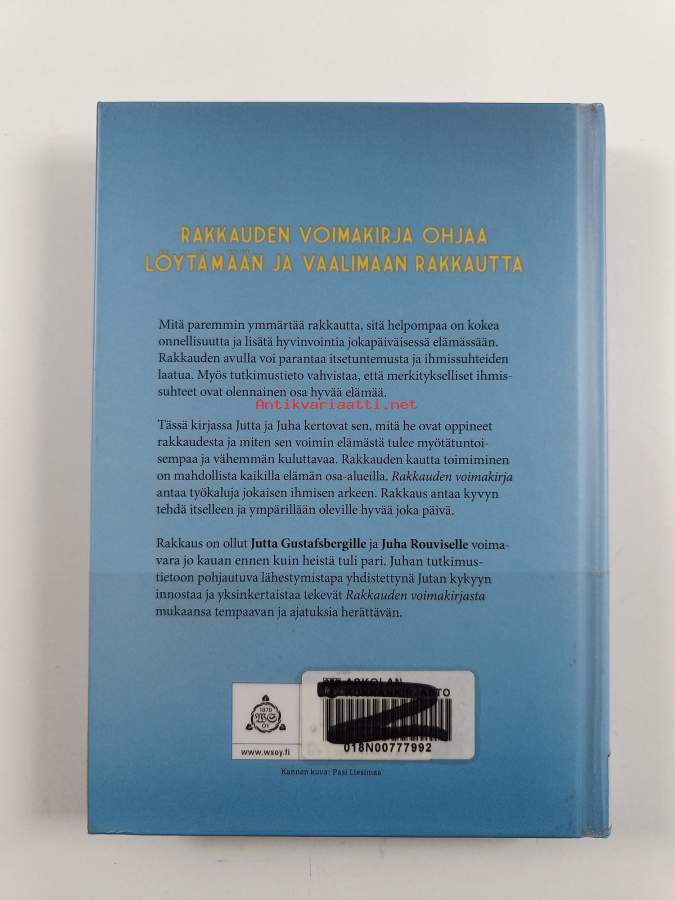 RAKKAUDEN VOIMAKIRJA OHJAA
LÖYTÄMÄÄN JA VAALIMAAN RAKKAUTTA
Mitä paremmin ymmärtää rakkautta, sitä helpompaa on kokea
onnellisuutta ja lisätä hyvinvointia jokapäiväisessä elämässään.
Rakkauden avulla voi parantaa itsetuntemusta ja ihmissuhteiden
laatua. Myös tutkimustieto vahvistaa, että merkitykselliset ihmis-
suhteet ovat olennainen osa hyvää elämää.
Antikvariaatti.net
Tässä kirjassa Jutta ja Juha kertovat sen, mitä he ovat oppineet
rakkaudesta ja miten sen voimin elämästä tulee myötätuntoi-
sempaa ja vähemmän kuluttavaa. Rakkauden kautta toimiminen
on mahdollista kaikilla elämän osa-alueilla. Rakkauden voimakirja
antaa työkaluja jokaisen ihmisen arkeen. Rakkaus antaa kyvyn
tehdä itselleen ja ympärillään oleville hyvää joka päivä.
Rakkaus on ollut Jutta Gustafsbergille ja Juha Rouviselle voima-
vara jo kauan ennen kuin heistä tuli pari. Juhan tutkimus-
tietoon pohjautuva lähestymistapa yhdistettynä Jutan kykyyn
innostaa ja yksinkertaistaa tekevät Rakkauden voimakirjasta
mukaansa tempaavan ja ajatuksia herättävän.
1878
WS
OY
www.wsoy.fi
ASKOLAN
018N00777992
Kannen kuva: Pasi Liesimaa